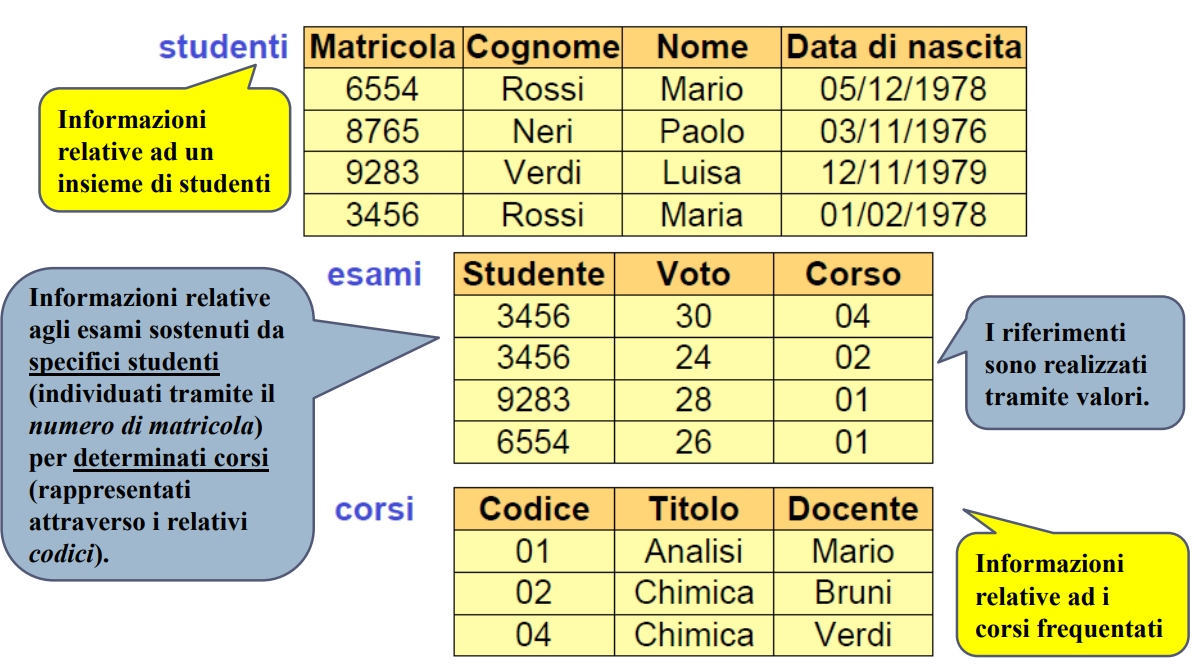 studenti
Matricola Cognome Nome Data di nascita
6554 Rossi Mario 05/12/1978
8765 Neri Paolo 03/11/1976
9283 Verdi Luisa 12/11/1979
3456 Rossi Maria 01/02/1978
Informazioni
relative ad un
insieme di studenti
esami
Studente Voto Corso
3456 30 04
3456 24 02
9283 28 01
6554 26 01
Informazioni relative
agli esami sostenuti da
specifici studenti
(individuati tramite il
numero di matricola)
per determinati corsi
(rappresentati
attraverso i relativi
codici).
I riferimenti
sono realizzati
tramite valori.
corsi
Codice Titolo Docente
01 Analisi Mario
02 Chimica Bruni
04 Chimica Verdi
Informazioni
relative ad i
corsi frequentati